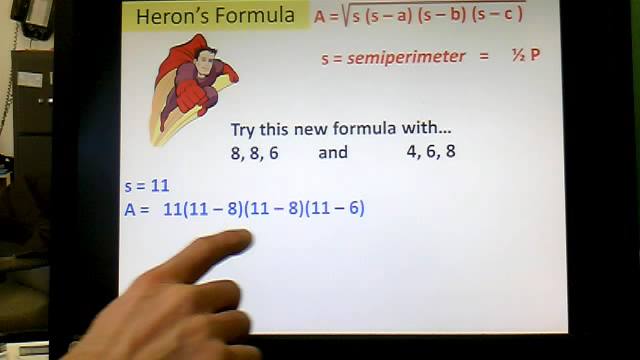 Heron's Formula A = √s (s – a) (s – b) (s – c)
s = semiperimeter = ½ P
Try this new formula with...
8, 8, 6 and 4, 6, 8
s = 11
A = 11(11 – 8)(11 – 8)(11 – 6)